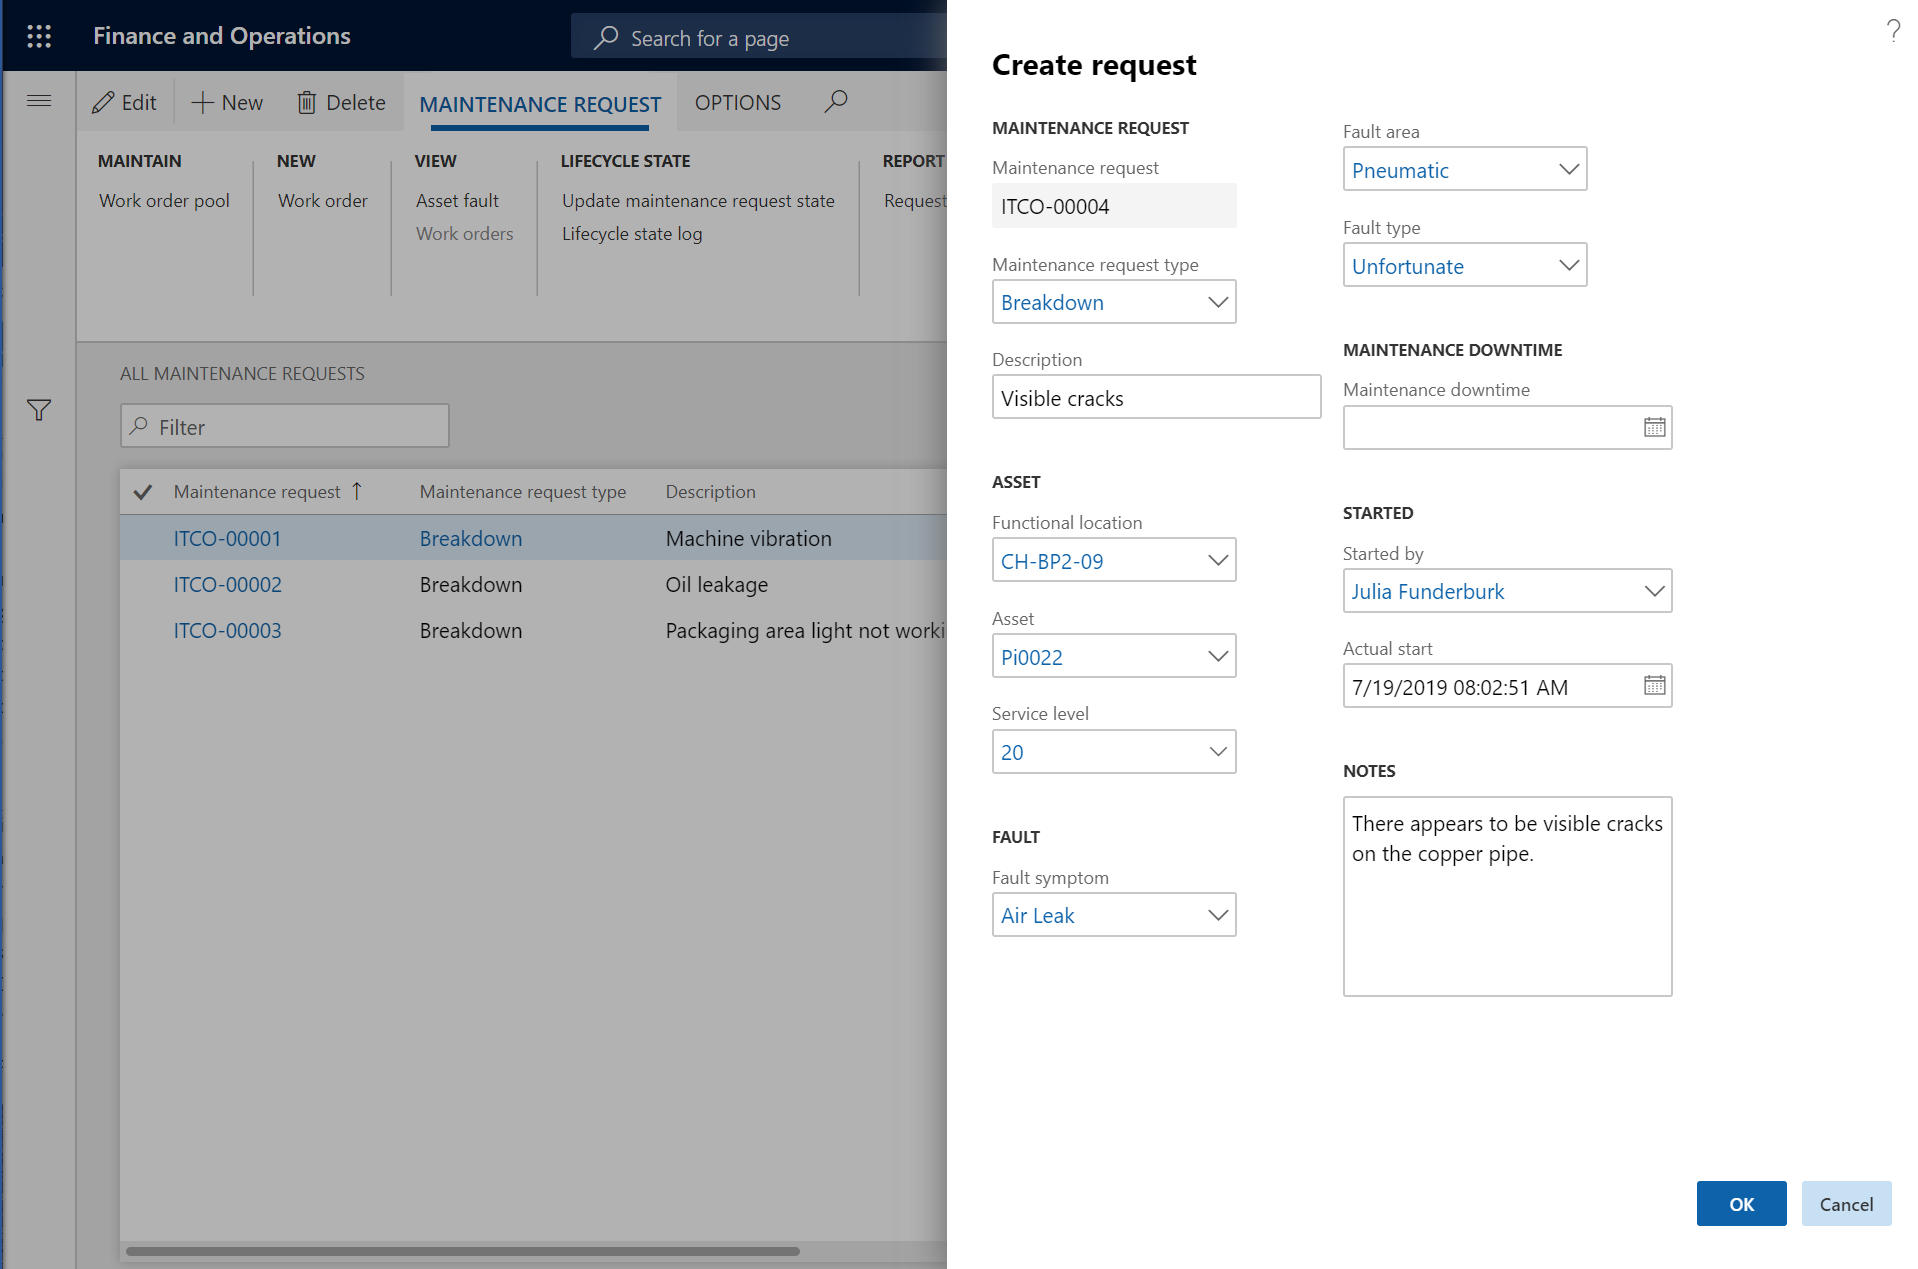 Finance and Operations
Search for a page
Edit
New
Delete
MAINTENANCE REQUEST
OPTIONS
MAINTAIN
Work order pool
NEW
Work order
VIEW
Asset fault
Work orders
LIFECYCLE STATE
Update maintenance request state
Lifecycle state log
REPORT
Request
ALL MAINTENANCE REQUESTS
Filter
Maintenance request ↑ Maintenance request type Description
ITCO-00001 Breakdown Machine vibration
ITCO-00002 Breakdown Oil leakage
ITCO-00003 Breakdown Packaging area light not worki
?
Create request
MAINTENANCE REQUEST
Maintenance request
ITCO-00004
Maintenance request type
Breakdown
Description
Visible cracks
ASSET
Functional location
CH-BP2-09
Asset
Pi0022
Service level
20
FAULT
Fault symptom
Air Leak
Fault area
Pneumatic
Fault type
Unfortunate
MAINTENANCE DOWNTIME
Maintenance downtime
STARTED
Started by
Julia Funderburk
Actual start
7/19/2019 08:02:51 AM
NOTES
There appears to be visible cracks
on the copper pipe.
OK
Cancel